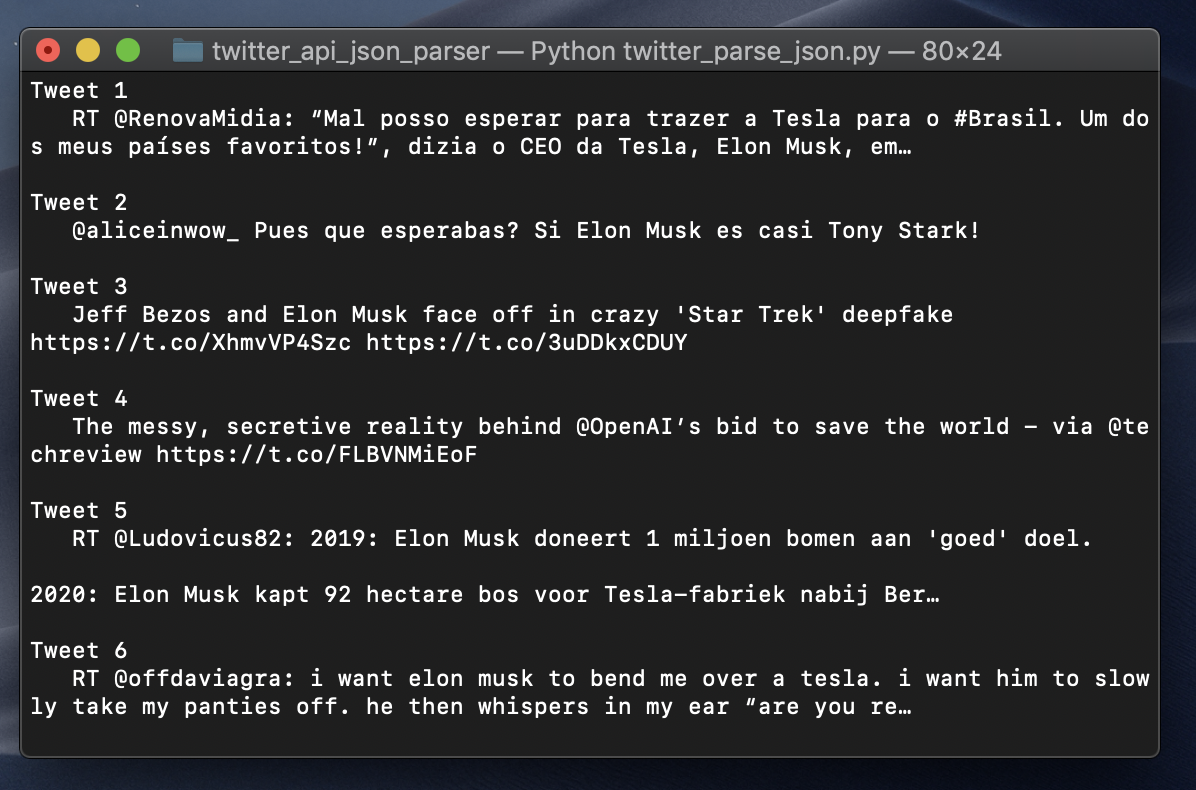 twitter_api_json_parser — Python twitter_parse_json.py — 80×24
Tweet 1
RT @RenovaMidia: “Mal posso esperar para trazer a Tesla para o #Brasil. Um do
s meus países favoritos!”, dizia o CEO da Tesla, Elon Musk, em…
Tweet 2
@aliceinwow_ Pues que esperabas? Si Elon Musk es casi Tony Stark!
Tweet 3
Jeff Bezos and Elon Musk face off in crazy 'Star Trek' deepfake
https://t.co/XhmvVP4Szc https://t.co/3uDDkxCDUY
Tweet 4
The messy, secretive reality behind @OpenAI’s bid to save the world – via @te
chreview https://t.co/FLBVNMiEoF
Tweet 5
RT @Ludovicus82: 2019: Elon Musk doneert 1 miljoen bomen aan 'goed' doel.
2020: Elon Musk kapt 92 hectare bos voor Tesla-fabriek nabij Ber…
Tweet 6
RT @offdaviagra: i want elon musk to bend me over a tesla. i want him to slow
ly take my panties off. he then whispers in my ear “are you re…